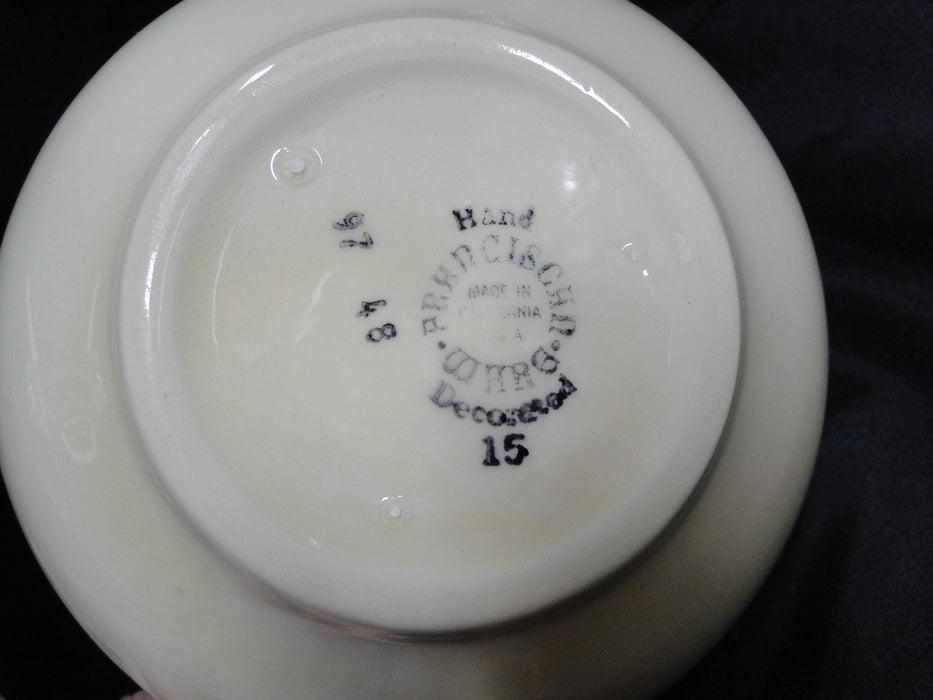 Hand
FRANCISCAN
MADE IN
CALIFORNIA
U.S.A.
· WARE ·
Decorated
15
97
48